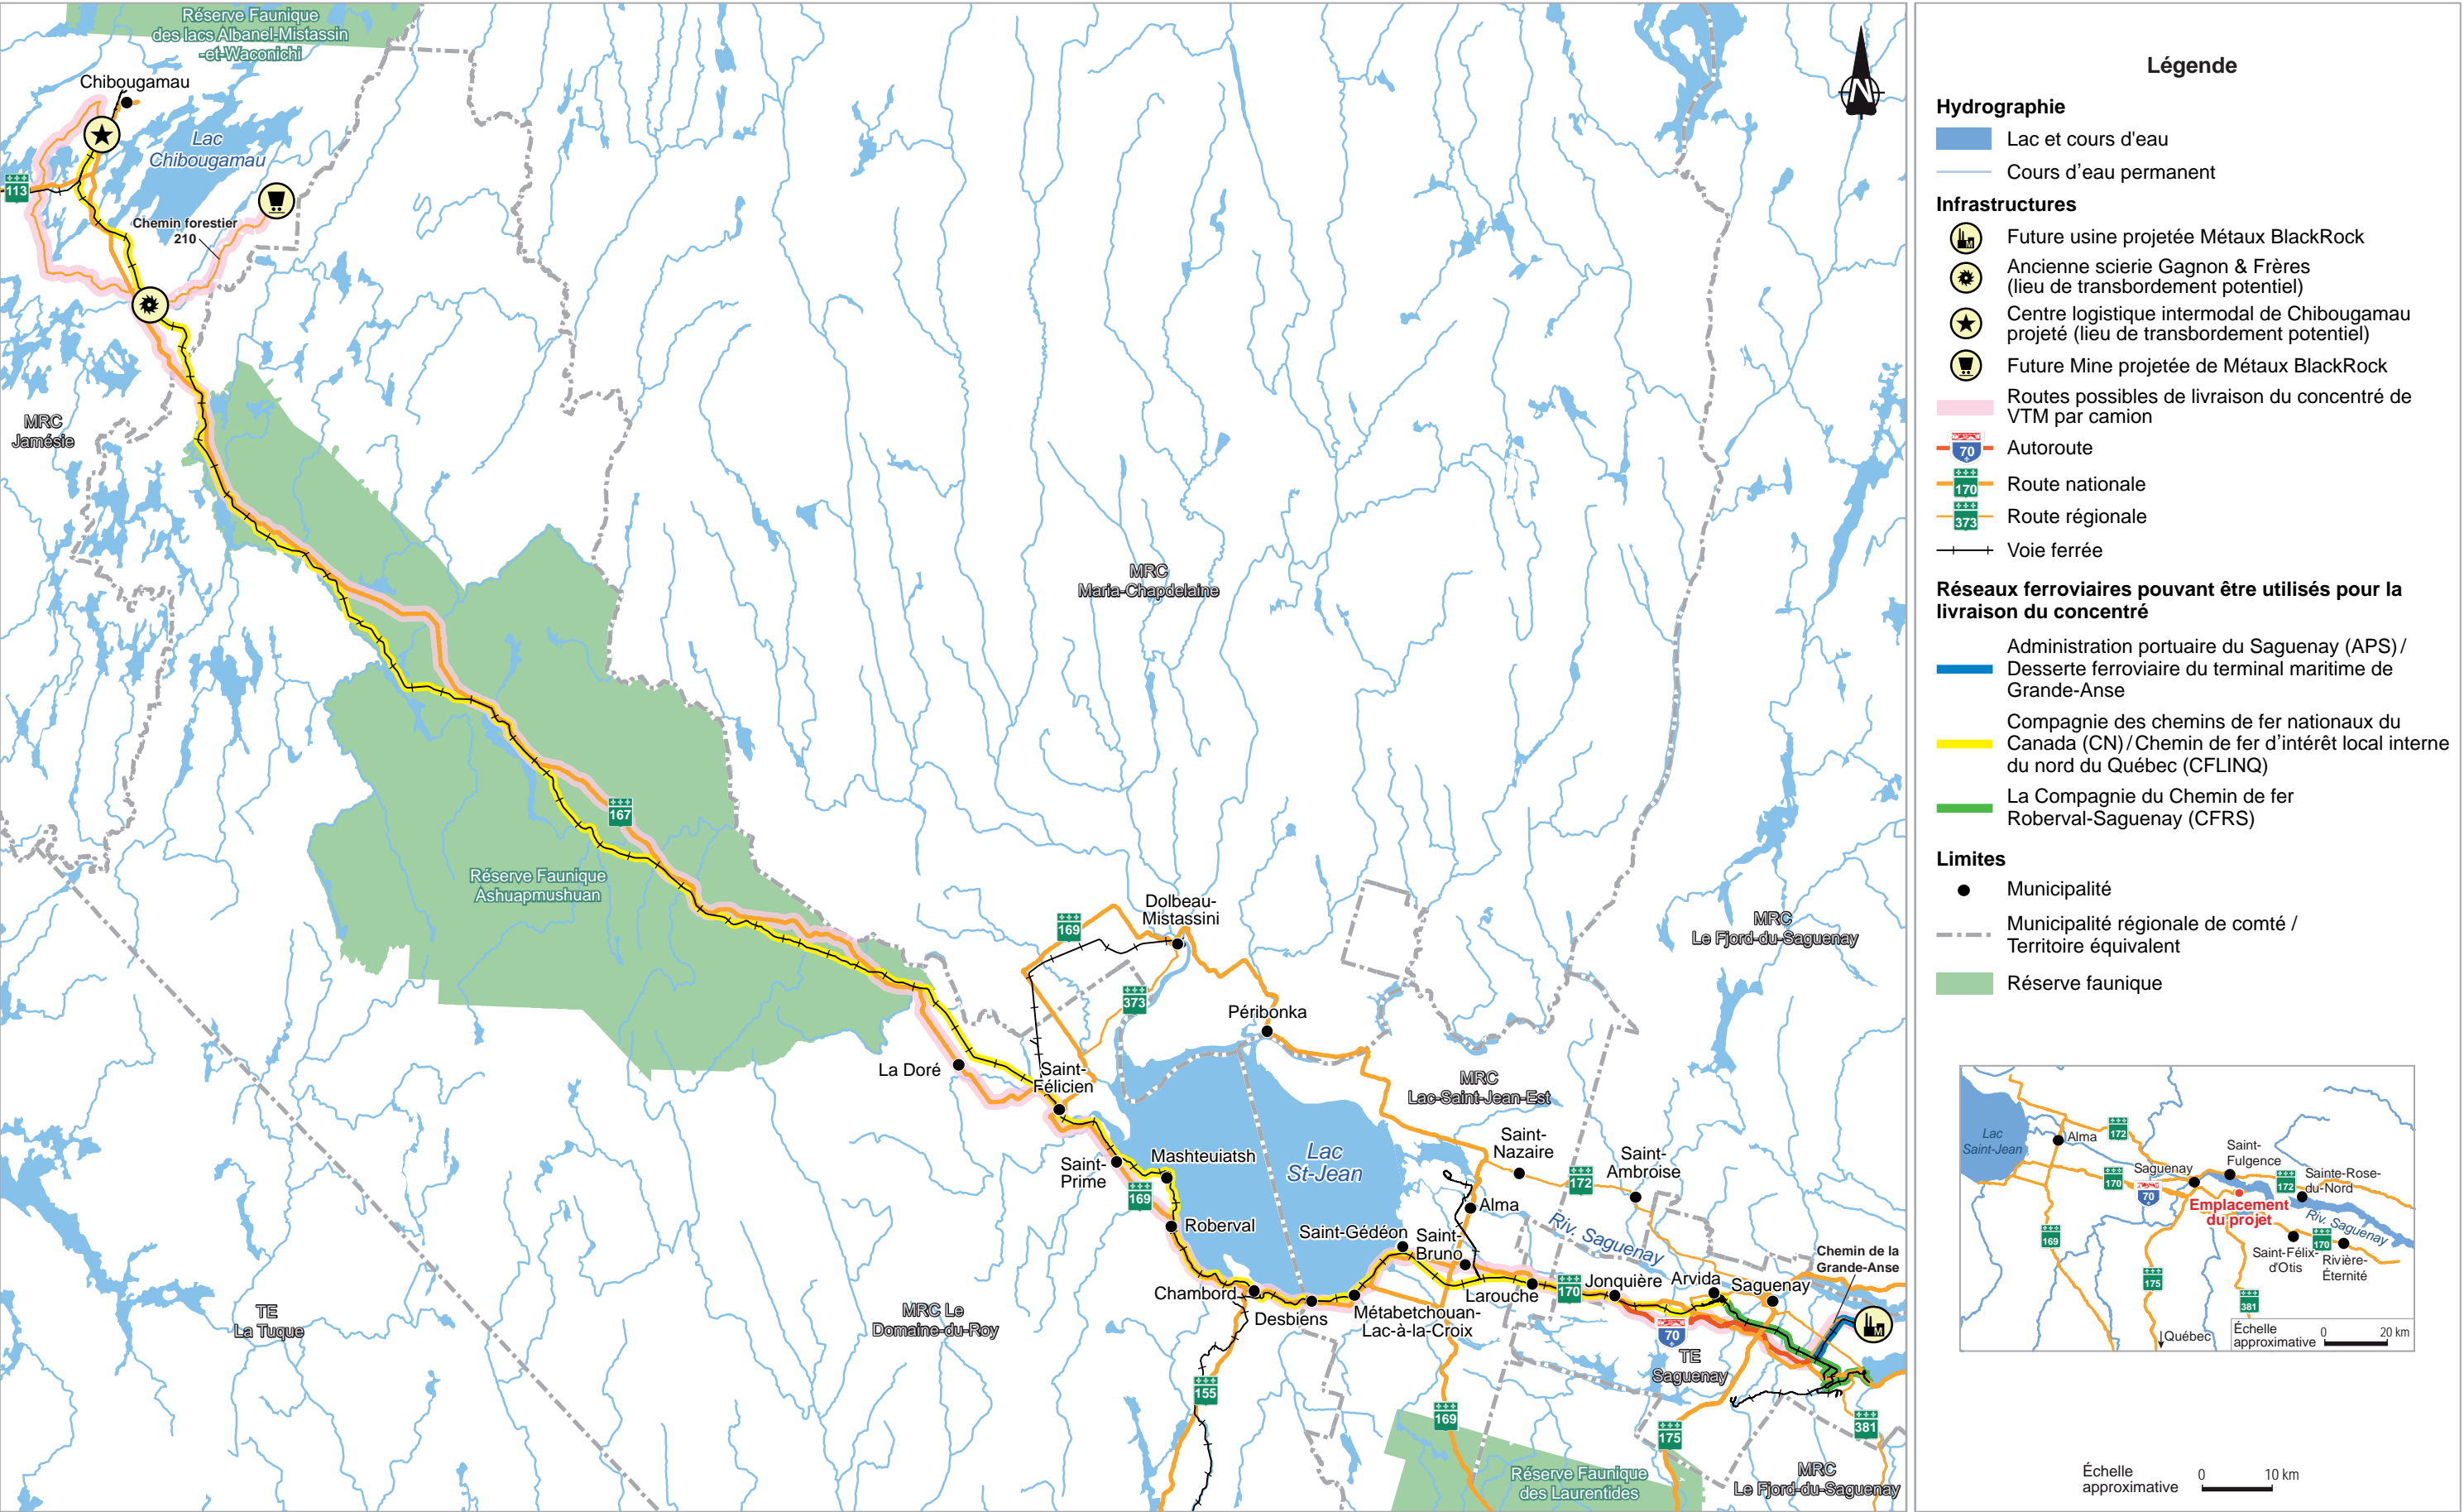 Réserve Faunique
des lacs Albanel-Mistassin
-et-Waconichi
Chibougamau
Lac
Chibougamau
113
Chemin forestier
210
MRC
Jamésie
MRC
Maria-Chapdelaine
167
Réserve Faunique
Ashuapmushuan
Dolbeau-
Mistassini
169
373
Péribonka
MRC
Le Fjord-du-Saguenay
La Doré
Saint-
Félicien
MRC
Lac-Saint-Jean-Est
Saint-
Prime
Mashteuiatsh
169
Roberval
Lac
St-Jean
Saint-
Nazaire
Saint-
Ambroise
172
Alma
Riv. Saguenay
Saint-Gédéon
Saint-
Bruno
Chemin de la
Grande-Anse
Chambord
Desbiens
Métabetchouan-
Lac-à-la-Croix
Larouche
170
Jonquière
Arvida
Saguenay
70
TE
Saguenay
TE
La Tuque
MRC Le
Domaine-du-Roy
155
169
175
381
Réserve Faunique
des Laurentides
MRC
Le Fjord-du-Saguenay
N
Légende
Hydrographie
Lac et cours d'eau
Cours d'eau permanent
Infrastructures
Future usine projetée Métaux BlackRock
Ancienne scierie Gagnon & Frères
(lieu de transbordement potentiel)
Centre logistique intermodal de Chibougamau
projeté (lieu de transbordement potentiel)
Future Mine projetée de Métaux BlackRock
Routes possibles de livraison du concentré de
VTM par camion
70
Autoroute
170
Route nationale
373
Route régionale
Voie ferrée
Réseaux ferroviaires pouvant être utilisés pour la
livraison du concentré
Administration portuaire du Saguenay (APS) /
Desserte ferroviaire du terminal maritime de
Grande-Anse
Compagnie des chemins de fer nationaux du
Canada (CN) / Chemin de fer d'intérêt local interne
du nord du Québec (CFLINQ)
La Compagnie du Chemin de fer
Roberval-Saguenay (CFRS)
Limites
Municipalité
Municipalité régionale de comté /
Territoire équivalent
Réserve faunique
Lac
Saint-Jean
Alma
172
170
Saguenay
70
Saint-
Fulgence
172
Sainte-Rose-
du-Nord
Emplacement
du projet
Riv. Saguenay
169
Saint-Félix-
d'Otis
170
Rivière-
Éternité
175
381
Québec
Échelle
approximative
0 20 km
Échelle
approximative
0 10 km